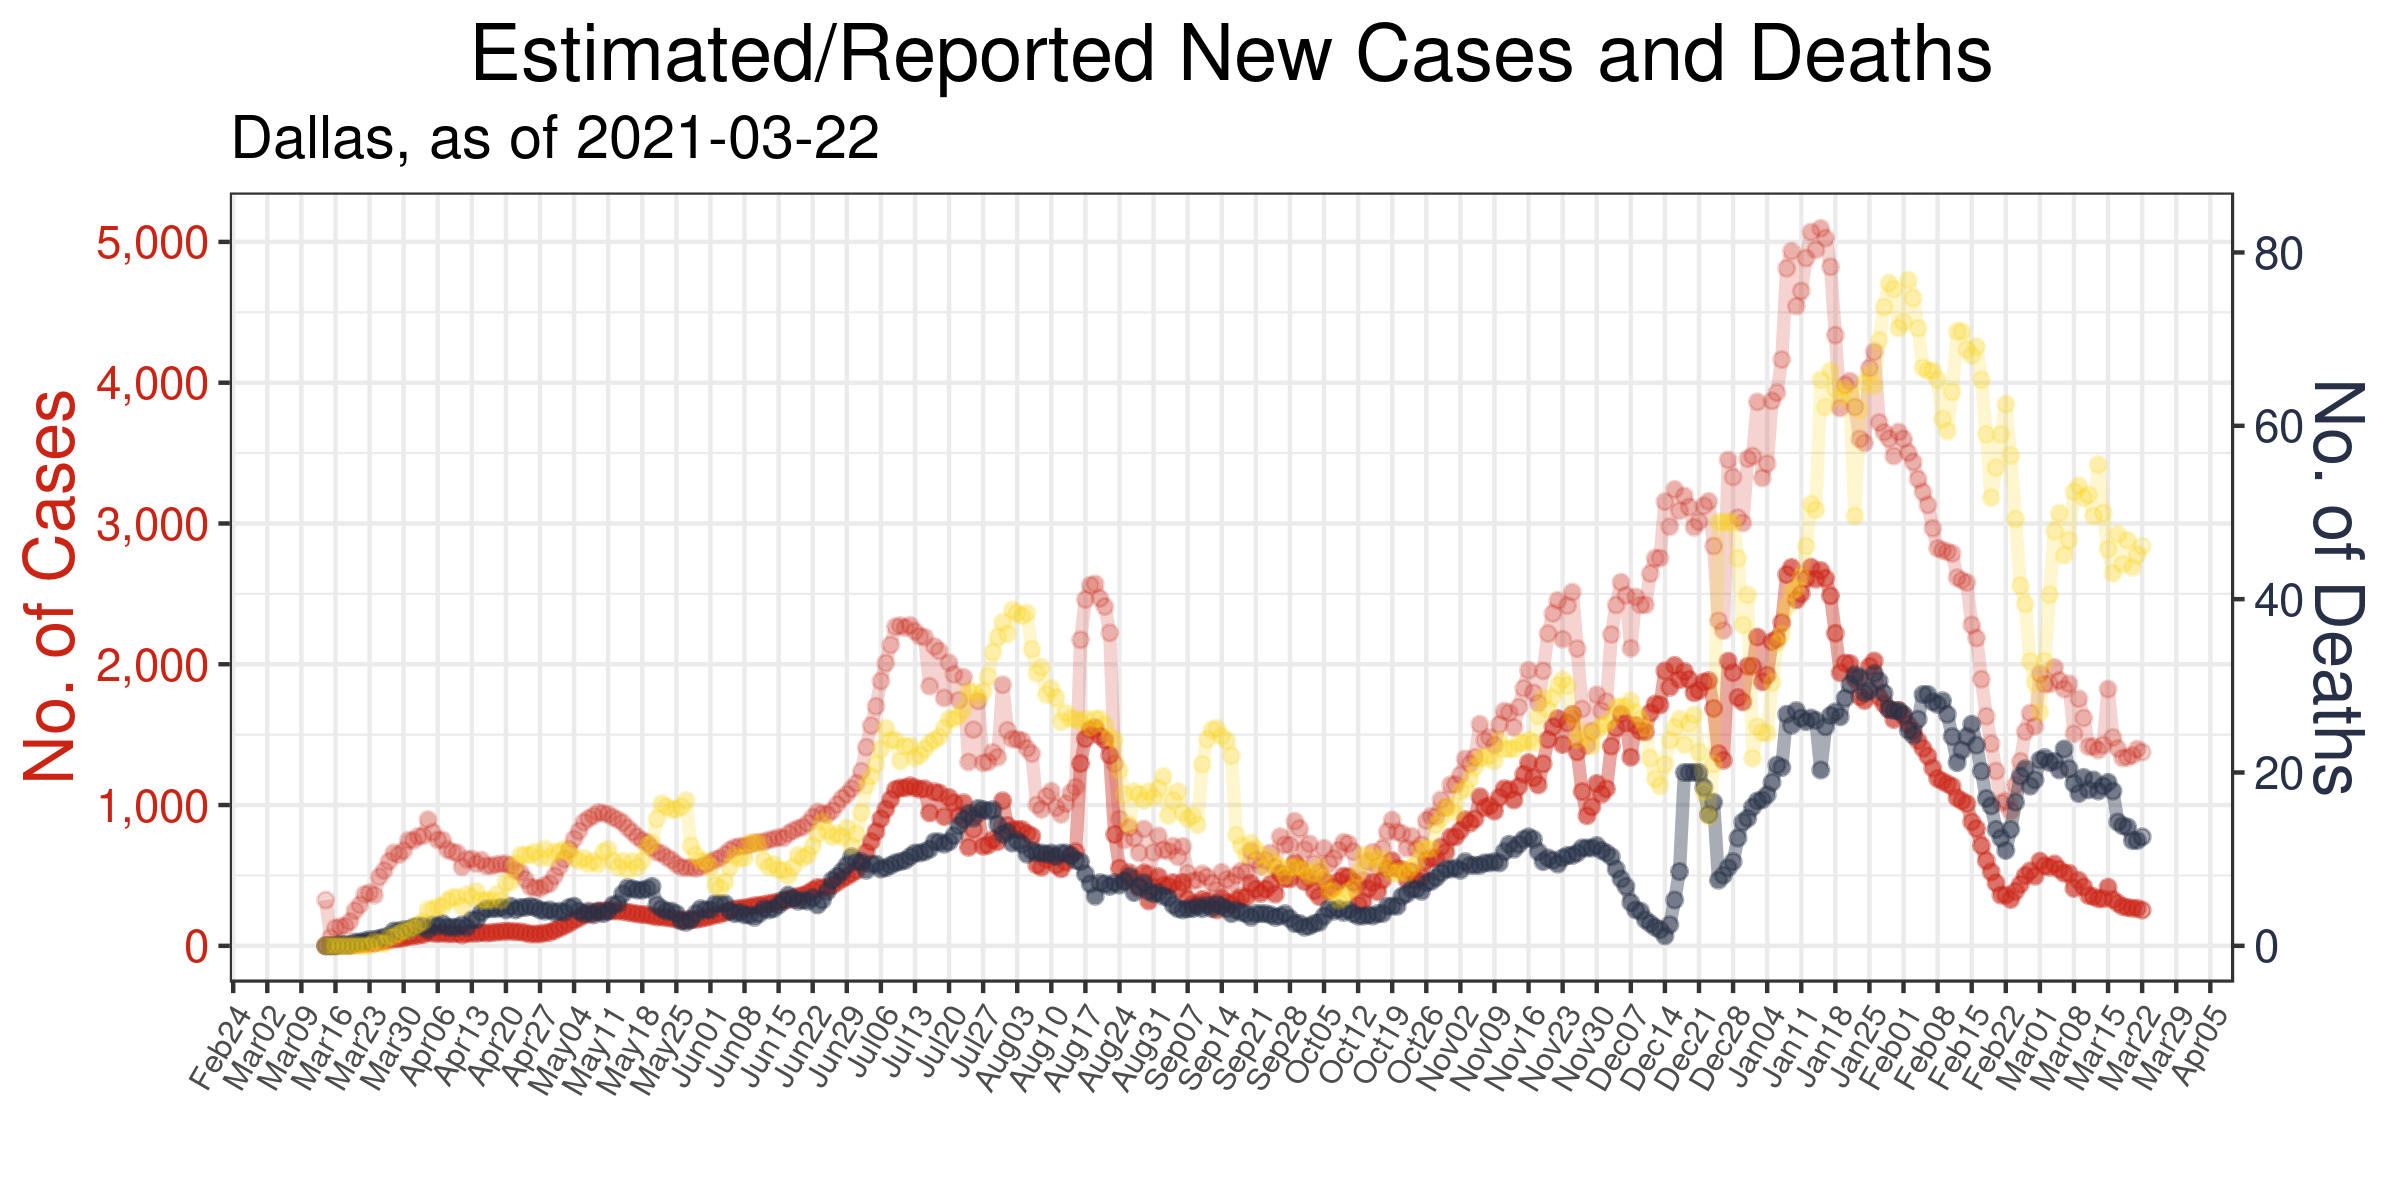 Estimated/Reported New Cases and Deaths
Dallas, as of 2021-03-22
No. of Cases
5,000
4,000
3,000
2,000
1,000
0
80
60
40
20
0
No. of Deaths
Feb24
Mar02
Mar09
Mar16
Mar23
Mar30
Apr06
Apr13
Apr20
Apr27
May04
May11
May18
May25
Jun01
Jun08
Jun15
Jun22
Jun29
Jul06
Jul13
Jul20
Jul27
Aug03
Aug10
Aug17
Aug24
Aug31
Sep07
Sep14
Sep21
Sep28
Oct05
Oct12
Oct19
Oct26
Nov02
Nov09
Nov16
Nov23
Nov30
Dec07
Dec14
Dec21
Dec28
Jan04
Jan11
Jan18
Jan25
Feb01
Feb08
Feb15
Feb22
Mar01
Mar08
Mar15
Mar22
Mar29
Apr05